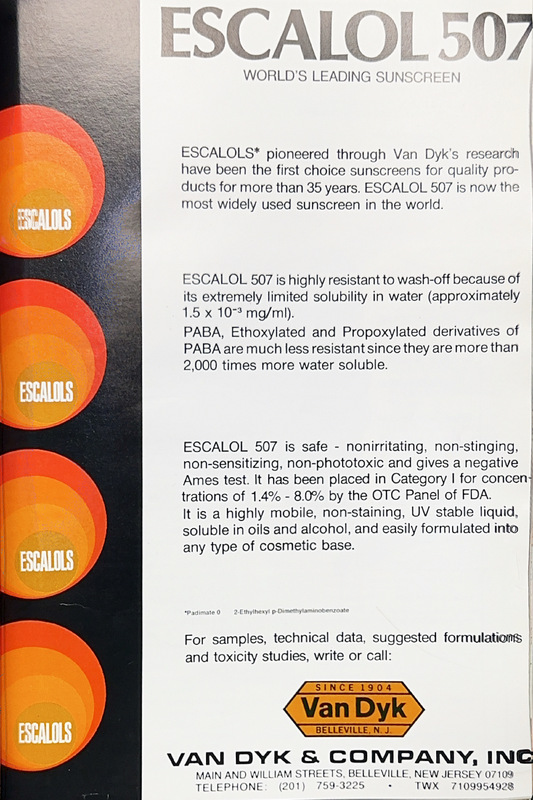 ESCALOL 507
WORLD'S LEADING SUNSCREEN
ESCALOLS* pioneered through Van Dyk's research
have been the first choice sunscreens for quality pro-
ducts for more than 35 years. ESCALOL 507 is now the
most widely used sunscreen in the world.
ESCALOL 507 is highly resistant to wash-off because of
its extremely limited solubility in water (approximately
1.5 x 10⁻³ mg/ml).
PABA, Ethoxylated and Propoxylated derivatives of
PABA are much less resistant since they are more than
2,000 times more water soluble.
ESCALOL 507 is safe - nonirritating, non-stinging,
non-sensitizing, non-phototoxic and gives a negative
Ames test. It has been placed in Category I for concen-
trations of 1.4% - 8.0% by the OTC Panel of FDA.
It is a highly mobile, non-staining, UV stable liquid,
soluble in oils and alcohol, and easily formulated into
any type of cosmetic base.
*Padimate 0 2-Ethylhexyl p-Dimethylaminobenzoate
For samples, technical data, suggested formulations
and toxicity studies, write or call:
SINCE 1904
Van Dyk
BELLEVILLE, N.J.
VAN DYK & COMPANY, INC
MAIN AND WILLIAM STREETS, BELLEVILLE, NEW JERSEY 07109
TELEPHONE: (201) 759-3225 • TWX 7109954928
ESCALOLS
ESCALOLS
ESCALOLS
ESCALOLS